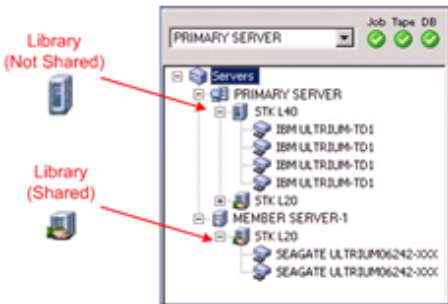 Library
(Not Shared)
Library
(Shared)
PRIMARY SERVER
Job Tape DB
Servers
PRIMARY SERVER
STK L40
IBM ULTRIUM-TD1
IBM ULTRIUM-TD1
IBM ULTRIUM-TD1
IBM ULTRIUM-TD1
STK L20
MEMBER SERVER-1
STK L20
SEAGATE ULTRIUM06242-XXX
SEAGATE ULTRIUM06242-XXX